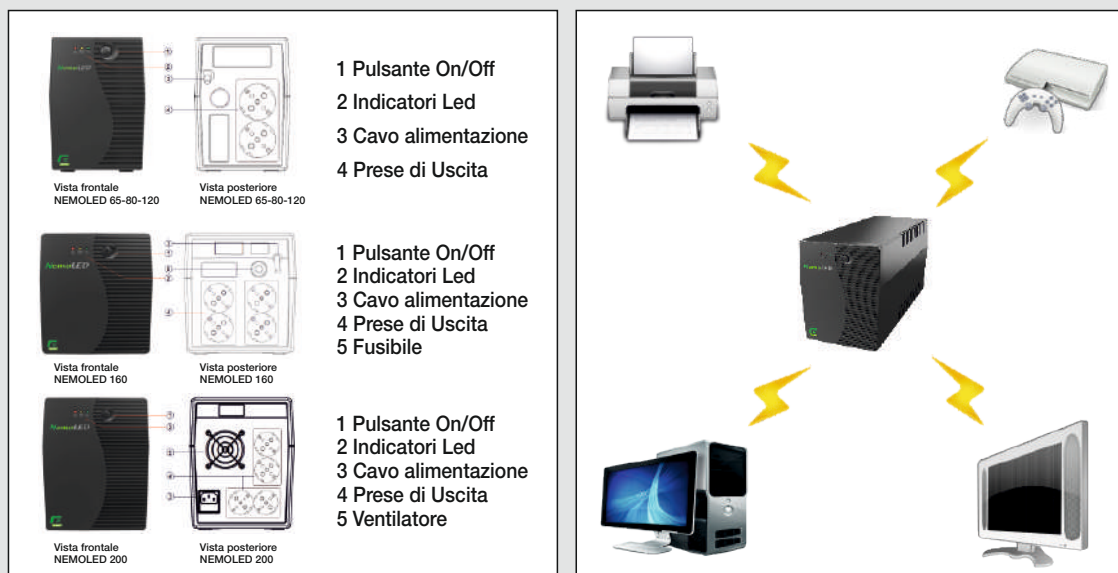 1 Pulsante On/Off
2 Indicatori Led
3 Cavo alimentazione
4 Prese di Uscita
Vista frontale
NEMOLED 65-80-120
Vista posteriore
NEMOLED 65-80-120
1 Pulsante On/Off
2 Indicatori Led
3 Cavo alimentazione
4 Prese di Uscita
5 Fusibile
Vista frontale
NEMOLED 160
Vista posteriore
NEMOLED 160
1 Pulsante On/Off
2 Indicatori Led
3 Cavo alimentazione
4 Prese di Uscita
5 Ventilatore
Vista frontale
NEMOLED 200
Vista posteriore
NEMOLED 200
NemoLED